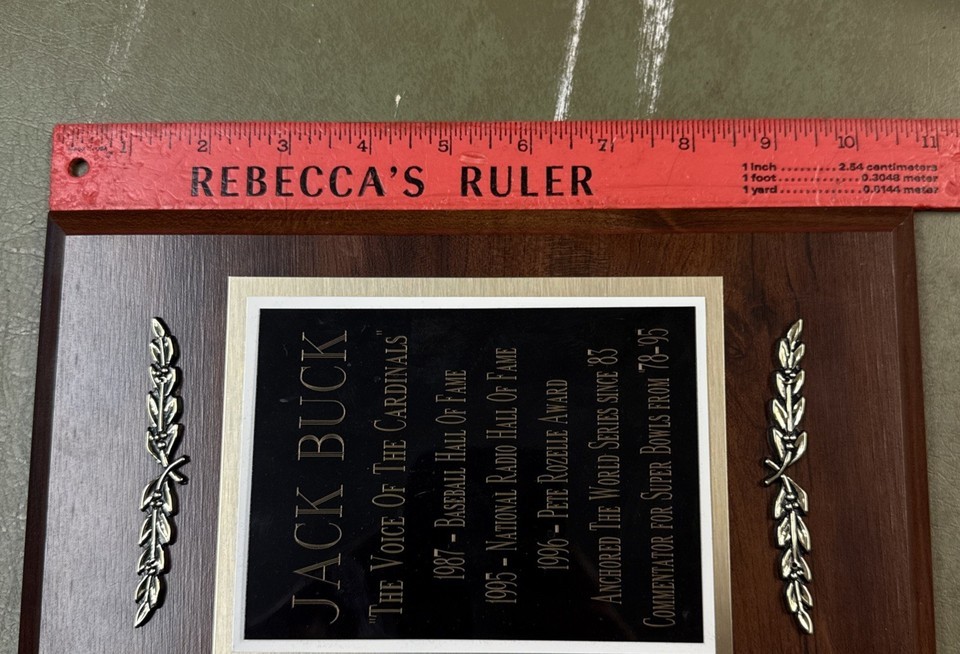 1 2 3 4 5 6 7 8 9 10 11
REBECCA'S RULER
1 inch .......... 2.54 centimeters
1 foot ............ 0.3048 meter
1 yard ............ 0.9144 meter
JACK BUCK
"THE VOICE OF THE CARDINALS"
1987 - BASEBALL HALL OF FAME
1995 - NATIONAL RADIO HALL OF FAME
1996 - PETE ROZELLE AWARD
ANCHORED THE WORLD SERIES SINCE '83
COMMENTATOR FOR SUPER BOWLS FROM 78-95